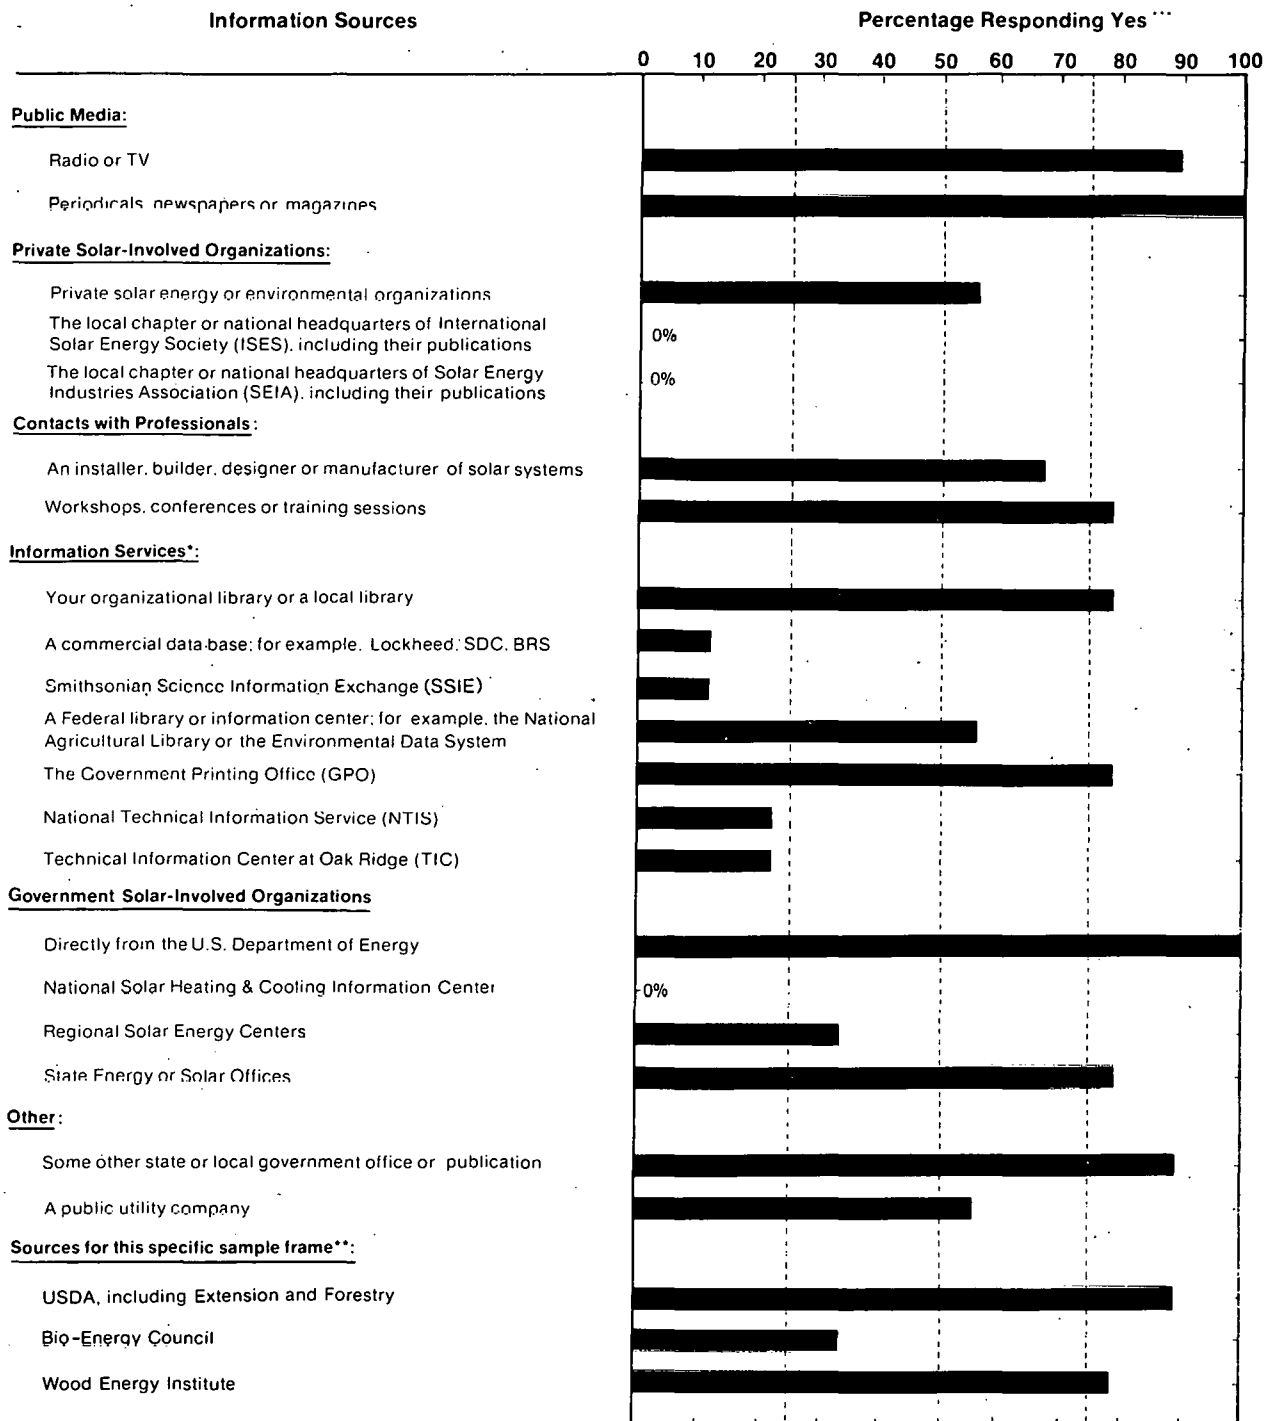 Information Sources
Percentage Responding Yes ***
0 10 20 30 40 50 60 70 80 90 100
Public Media:
Radio or TV
Periodicals newspapers or magazines
Private Solar-Involved Organizations:
Private solar energy or environmental organizations
The local chapter or national headquarters of International
Solar Energy Society (ISES). including their publications
0%
The local chapter or national headquarters of Solar Energy
Industries Association (SEIA). including their publications
0%
Contacts with Professionals:
An installer. builder. designer or manufacturer of solar systems
Workshops. conferences or training sessions
Information Services*:
Your organizational library or a local library
A commercial data-base; for example. Lockheed. SDC. BRS
Smithsonian Science Information Exchange (SSIE)
A Federal library or information center; for example. the National
Agricultural Library or the Environmental Data System
The Government Printing Office (GPO)
National Technical Information Service (NTIS)
Technical Information Center at Oak Ridge (TIC)
Government Solar-Involved Organizations
Directly from the U.S. Department of Energy
National Solar Heating & Cooling Information Center
0%
Regional Solar Energy Centers
State Energy or Solar Offices
Other:
Some other state or local government office or publication
A public utility company
Sources for this specific sample frame**:
USDA, including Extension and Forestry
Bio-Energy Council
Wood Energy Institute